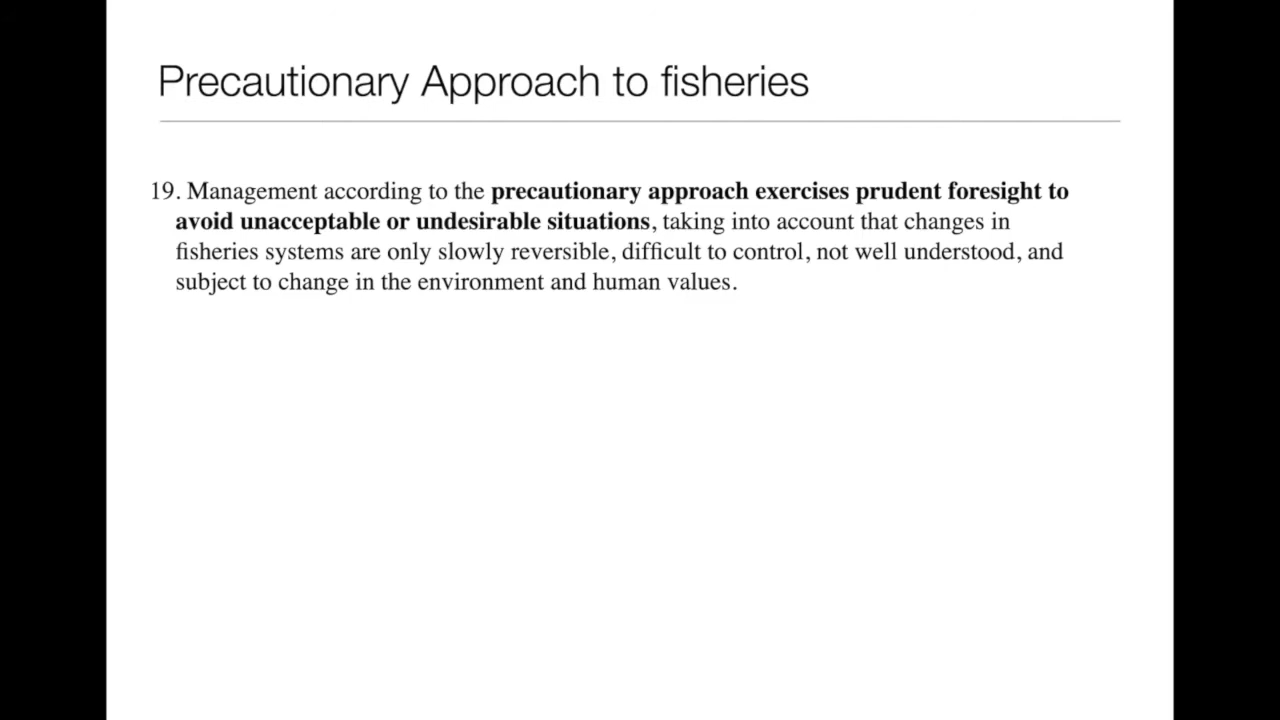 Precautionary Approach to fisheries
19. Management according to the precautionary approach exercises prudent foresight to
avoid unacceptable or undesirable situations, taking into account that changes in
fisheries systems are only slowly reversible, difficult to control, not well understood, and
subject to change in the environment and human values.